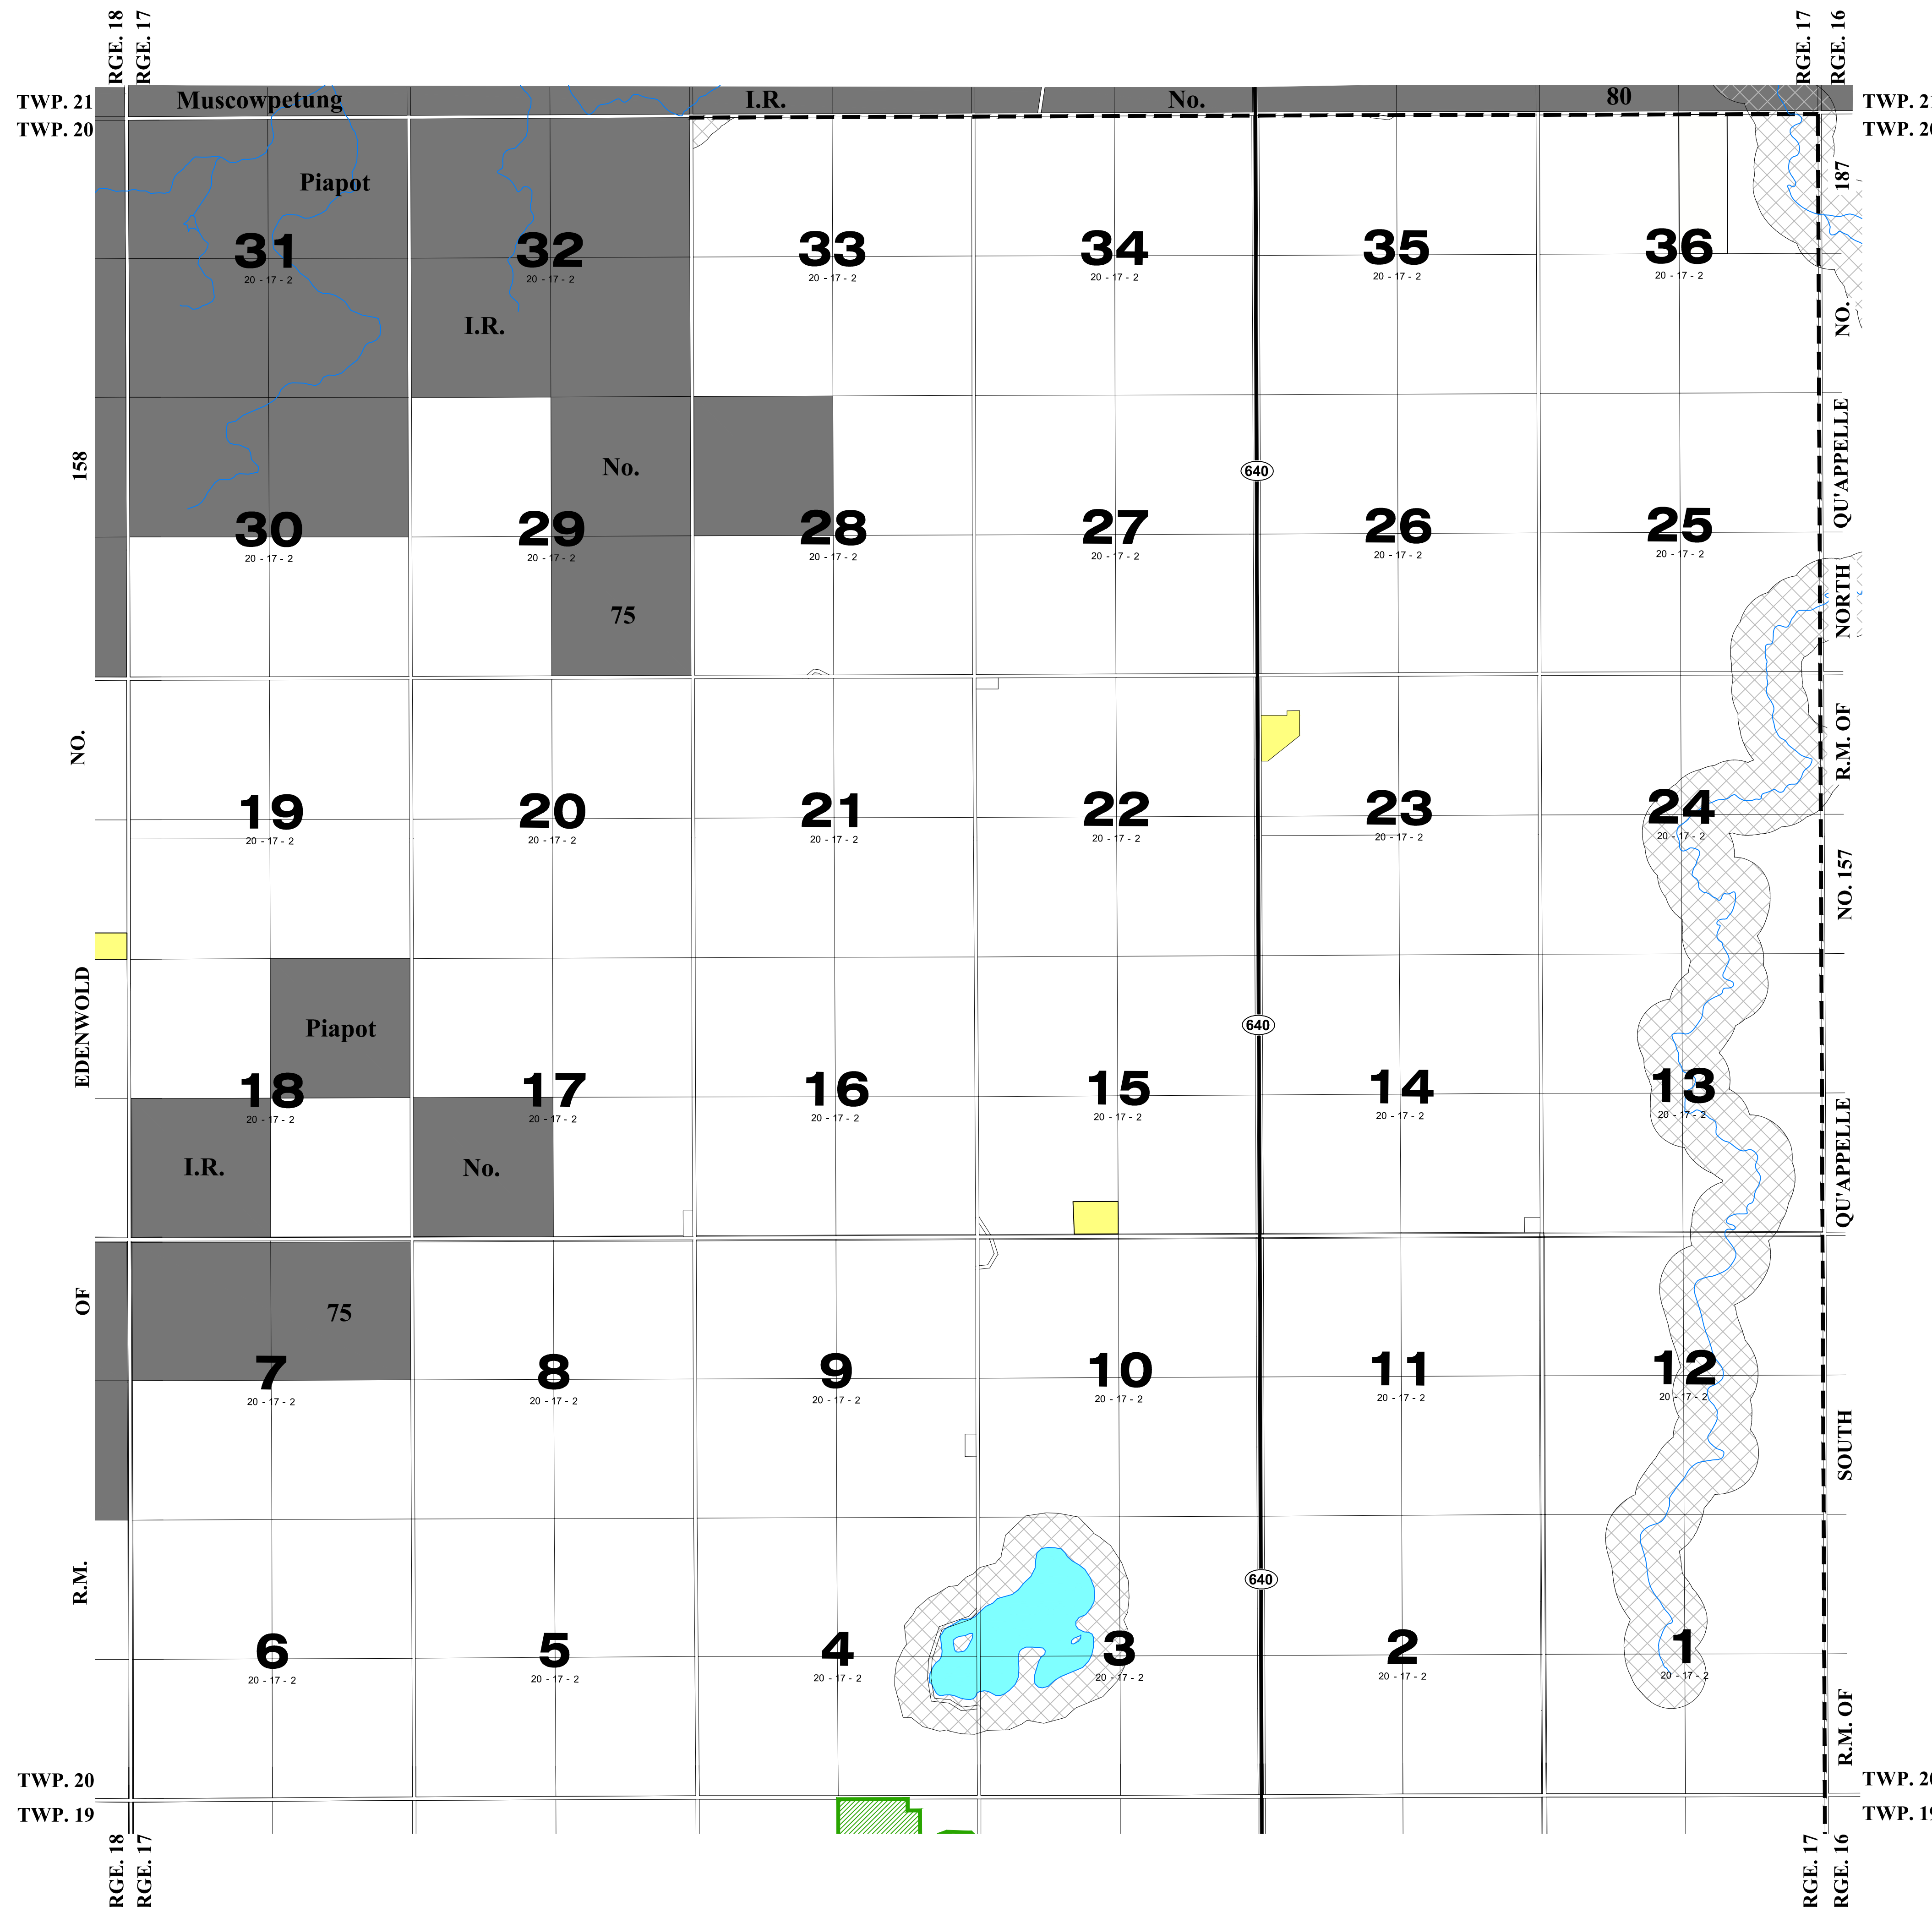 RGE. 18
RGE. 17
RGE. 17
RGE. 16
TWP. 21
Muscowpetung
I.R.
No.
80
TWP. 21
TWP. 20
TWP. 20
Piapot
187
31
20 - 17 - 2
32
20 - 17 - 2
33
20 - 17 - 2
34
20 - 17 - 2
35
20 - 17 - 2
36
20 - 17 - 2
I.R.
NO.
158
No.
640
QU'APPELLE
30
20 - 17 - 2
29
20 - 17 - 2
28
20 - 17 - 2
27
20 - 17 - 2
26
20 - 17 - 2
25
20 - 17 - 2
75
NORTH
NO.
R.M. OF
19
20 - 17 - 2
20
20 - 17 - 2
21
20 - 17 - 2
22
20 - 17 - 2
23
20 - 17 - 2
24
20 - 17 - 2
NO. 157
EDENWOLD
Piapot
640
18
20 - 17 - 2
17
20 - 17 - 2
16
20 - 17 - 2
15
20 - 17 - 2
14
20 - 17 - 2
13
20 - 17 - 2
I.R.
No.
QU'APPELLE
OF
75
7
20 - 17 - 2
8
20 - 17 - 2
9
20 - 17 - 2
10
20 - 17 - 2
11
20 - 17 - 2
12
20 - 17 - 2
SOUTH
R.M.
640
6
20 - 17 - 2
5
20 - 17 - 2
4
20 - 17 - 2
3
20 - 17 - 2
2
20 - 17 - 2
1
20 - 17 - 2
R.M. OF
TWP. 20
TWP. 20
TWP. 19
TWP. 19
RGE. 18
RGE. 17
RGE. 17
RGE. 16